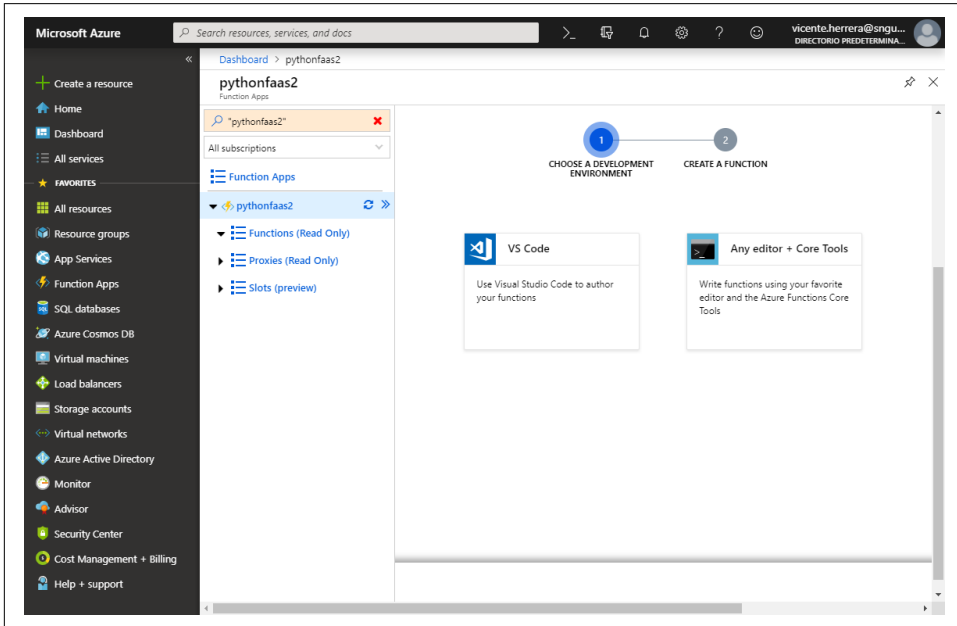 Microsoft Azure
Search resources, services, and docs
vicente.herrera@sngu...
DIRECTORIO PREDETERMINA...
Create a resource
Home
Dashboard
All services
FAVORITES
All resources
Resource groups
App Services
Function Apps
SQL databases
Azure Cosmos DB
Virtual machines
Load balancers
Storage accounts
Virtual networks
Azure Active Directory
Monitor
Advisor
Security Center
Cost Management + Billing
Help + support
Dashboard > pythonfaas2
pythonfaas2
Function Apps
"pythonfaas2"
All subscriptions
Function Apps
pythonfaas2
Functions (Read Only)
Proxies (Read Only)
Slots (preview)
1
CHOOSE A DEVELOPMENT
ENVIRONMENT
2
CREATE A FUNCTION
VS Code
Use Visual Studio Code to author
your functions
Any editor + Core Tools
Write functions using your favorite
editor and the Azure Functions Core
Tools